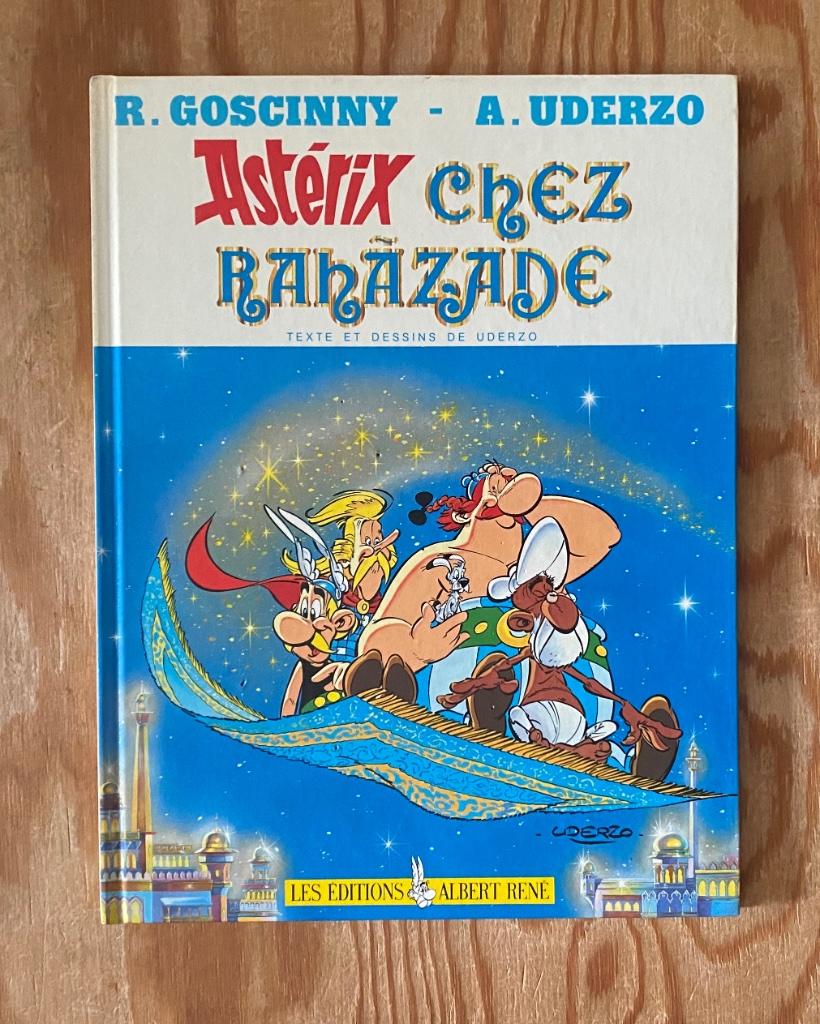 R. GOSCINNY - A. UDERZO
Astérix CHEZ
RAHÃZADE
TEXTE ET DESSINS DE UDERZO
- UDERZO -
LES ÉDITIONS ALBERT RENÉ